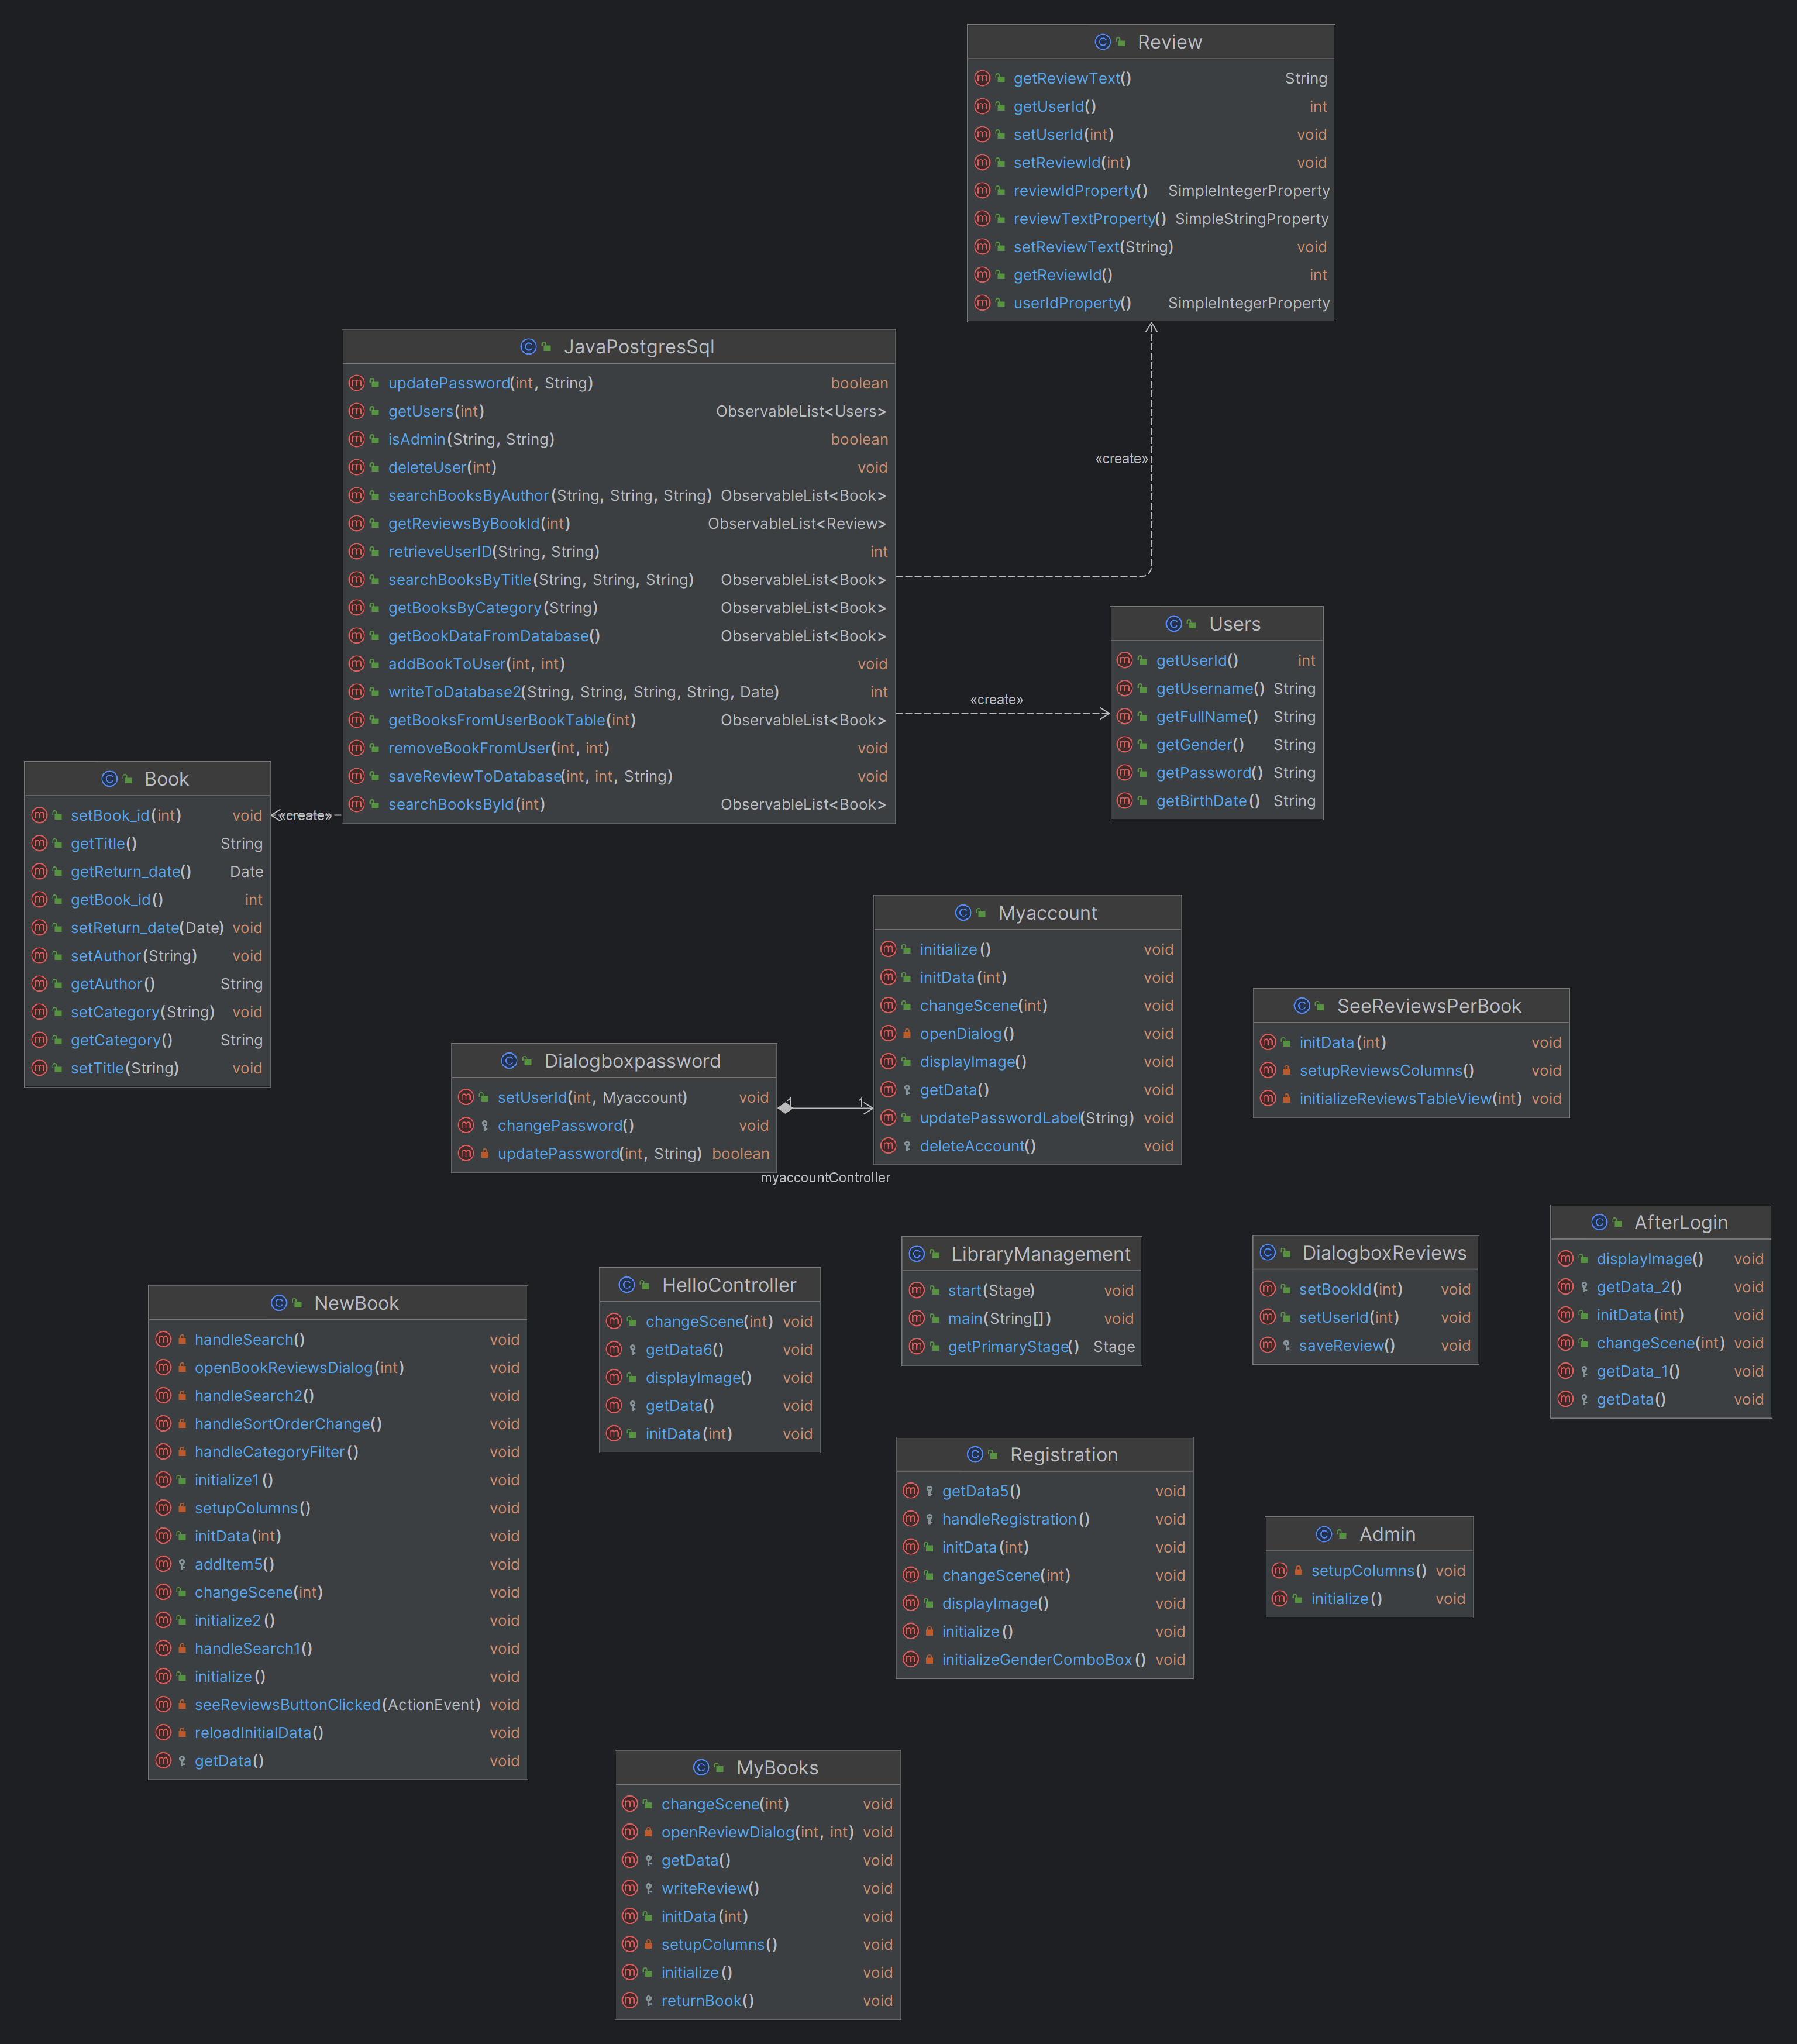 Review
getReviewText() String
getUserId() int
setUserId(int) void
setReviewId(int) void
reviewIdProperty() SimpleIntegerProperty
reviewTextProperty() SimpleStringProperty
setReviewText(String) void
getReviewId() int
userIdProperty() SimpleIntegerProperty
JavaPostgresSql
updatePassword(int, String) boolean
getUsers(int) ObservableList<Users>
isAdmin(String, String) boolean
deleteUser(int) void
searchBooksByAuthor(String, String, String) ObservableList<Book>
getReviewsByBookId(int) ObservableList<Review>
retrieveUserID(String, String) int
searchBooksByTitle(String, String, String) ObservableList<Book>
getBooksByCategory(String) ObservableList<Book>
getBookDataFromDatabase() ObservableList<Book>
addBookToUser(int, int) void
writeToDatabase2(String, String, String, String, Date) int
getBooksFromUserBookTable(int) ObservableList<Book>
removeBookFromUser(int, int) void
saveReviewToDatabase(int, int, String) void
searchBooksById(int) ObservableList<Book>
«create»
«create»
«create»
Users
getUserId() int
getUsername() String
getFullName() String
getGender() String
getPassword() String
getBirthDate() String
Book
setBook_id(int) void
getTitle() String
getReturn_date() Date
getBook_id() int
setReturn_date(Date) void
setAuthor(String) void
getAuthor() String
setCategory(String) void
getCategory() String
setTitle(String) void
Myaccount
initialize() void
initData(int) void
changeScene(int) void
openDialog() void
displayImage() void
getData() void
updatePasswordLabel(String) void
deleteAccount() void
Dialogboxpassword
setUserId(int, Myaccount) void
changePassword() void
updatePassword(int, String) boolean
1
1
myaccountController
SeeReviewsPerBook
initData(int) void
setupReviewsColumns() void
initializeReviewsTableView(int) void
AfterLogin
displayImage() void
getData_2() void
initData(int) void
changeScene(int) void
getData_1() void
getData() void
LibraryManagement
start(Stage) void
main(String[]) void
getPrimaryStage() Stage
DialogboxReviews
setBookId(int) void
setUserId(int) void
saveReview() void
HelloController
changeScene(int) void
getData6() void
displayImage() void
getData() void
initData(int) void
NewBook
handleSearch() void
openBookReviewsDialog(int) void
handleSearch2() void
handleSortOrderChange() void
handleCategoryFilter() void
initialize1() void
setupColumns() void
initData(int) void
addItem5() void
changeScene(int) void
initialize2() void
handleSearch1() void
initialize() void
seeReviewsButtonClicked(ActionEvent) void
reloadInitialData() void
getData() void
Registration
getData5() void
handleRegistration() void
initData(int) void
changeScene(int) void
displayImage() void
initialize() void
initializeGenderComboBox() void
Admin
setupColumns() void
initialize() void
MyBooks
changeScene(int) void
openReviewDialog(int, int) void
getData() void
writeReview() void
initData(int) void
setupColumns() void
initialize() void
returnBook() void